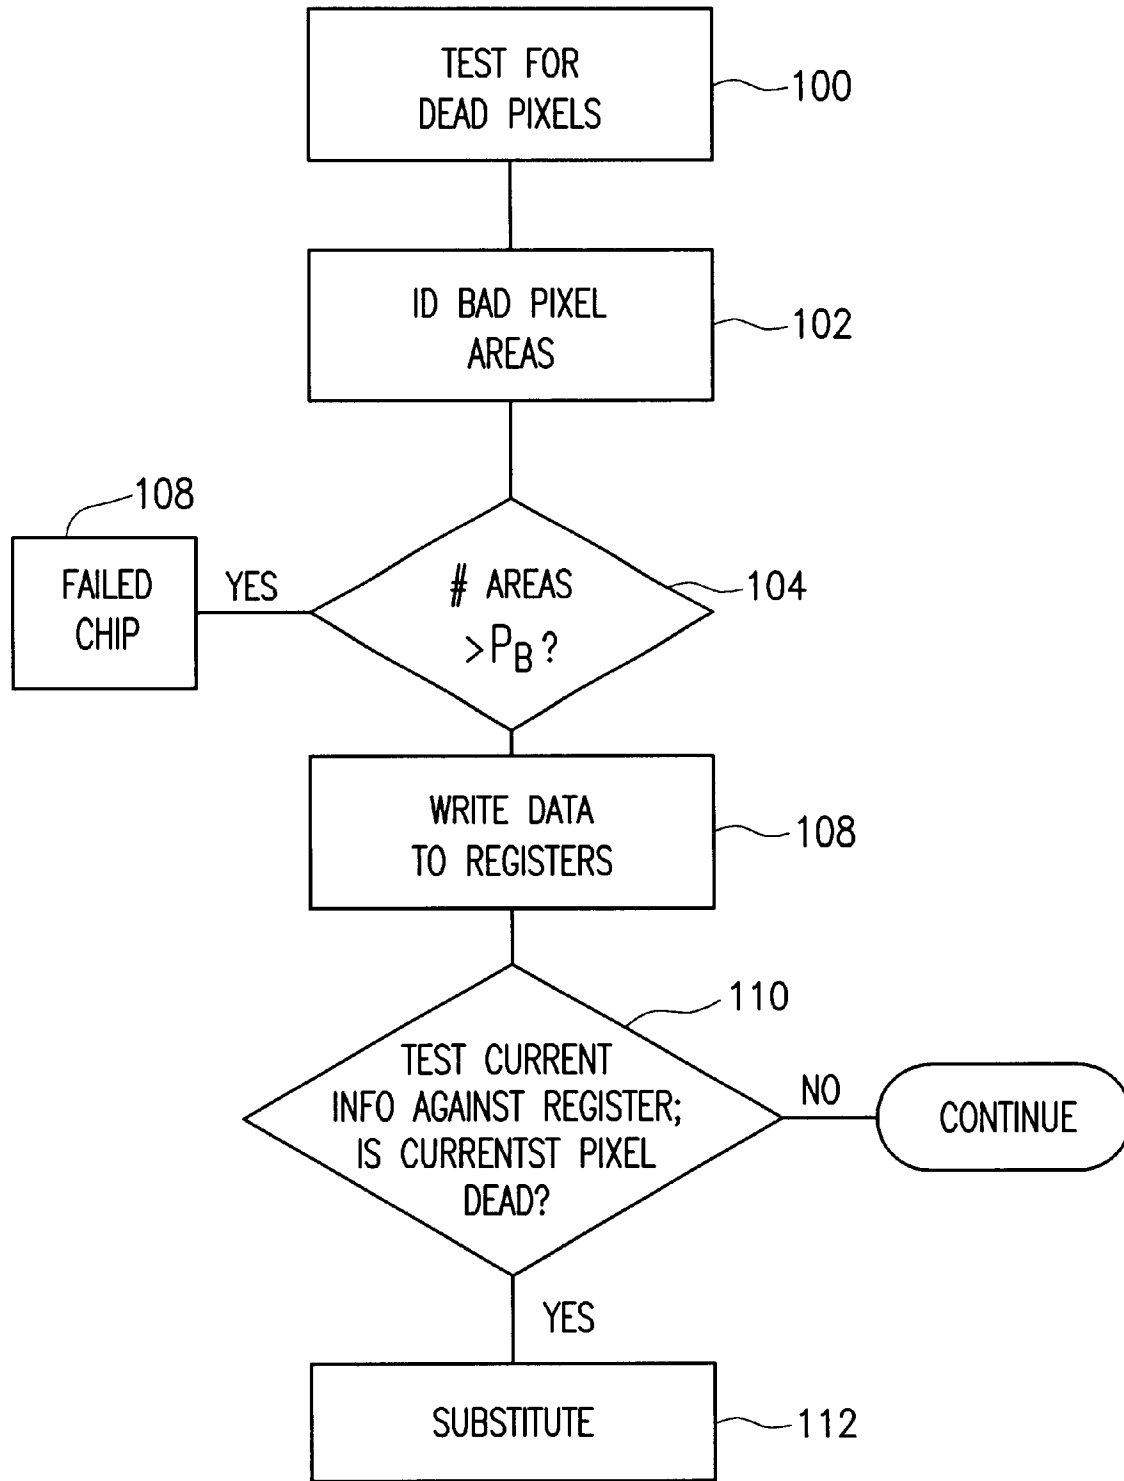 TEST FOR
DEAD PIXELS
100
ID BAD PIXEL
AREAS
102
108
FAILED
CHIP
YES
# AREAS
>PB?
104
WRITE DATA
TO REGISTERS
108
110
TEST CURRENT
INFO AGAINST REGISTER;
IS CURRENTST PIXEL
DEAD?
NO
CONTINUE
YES
SUBSTITUTE
112